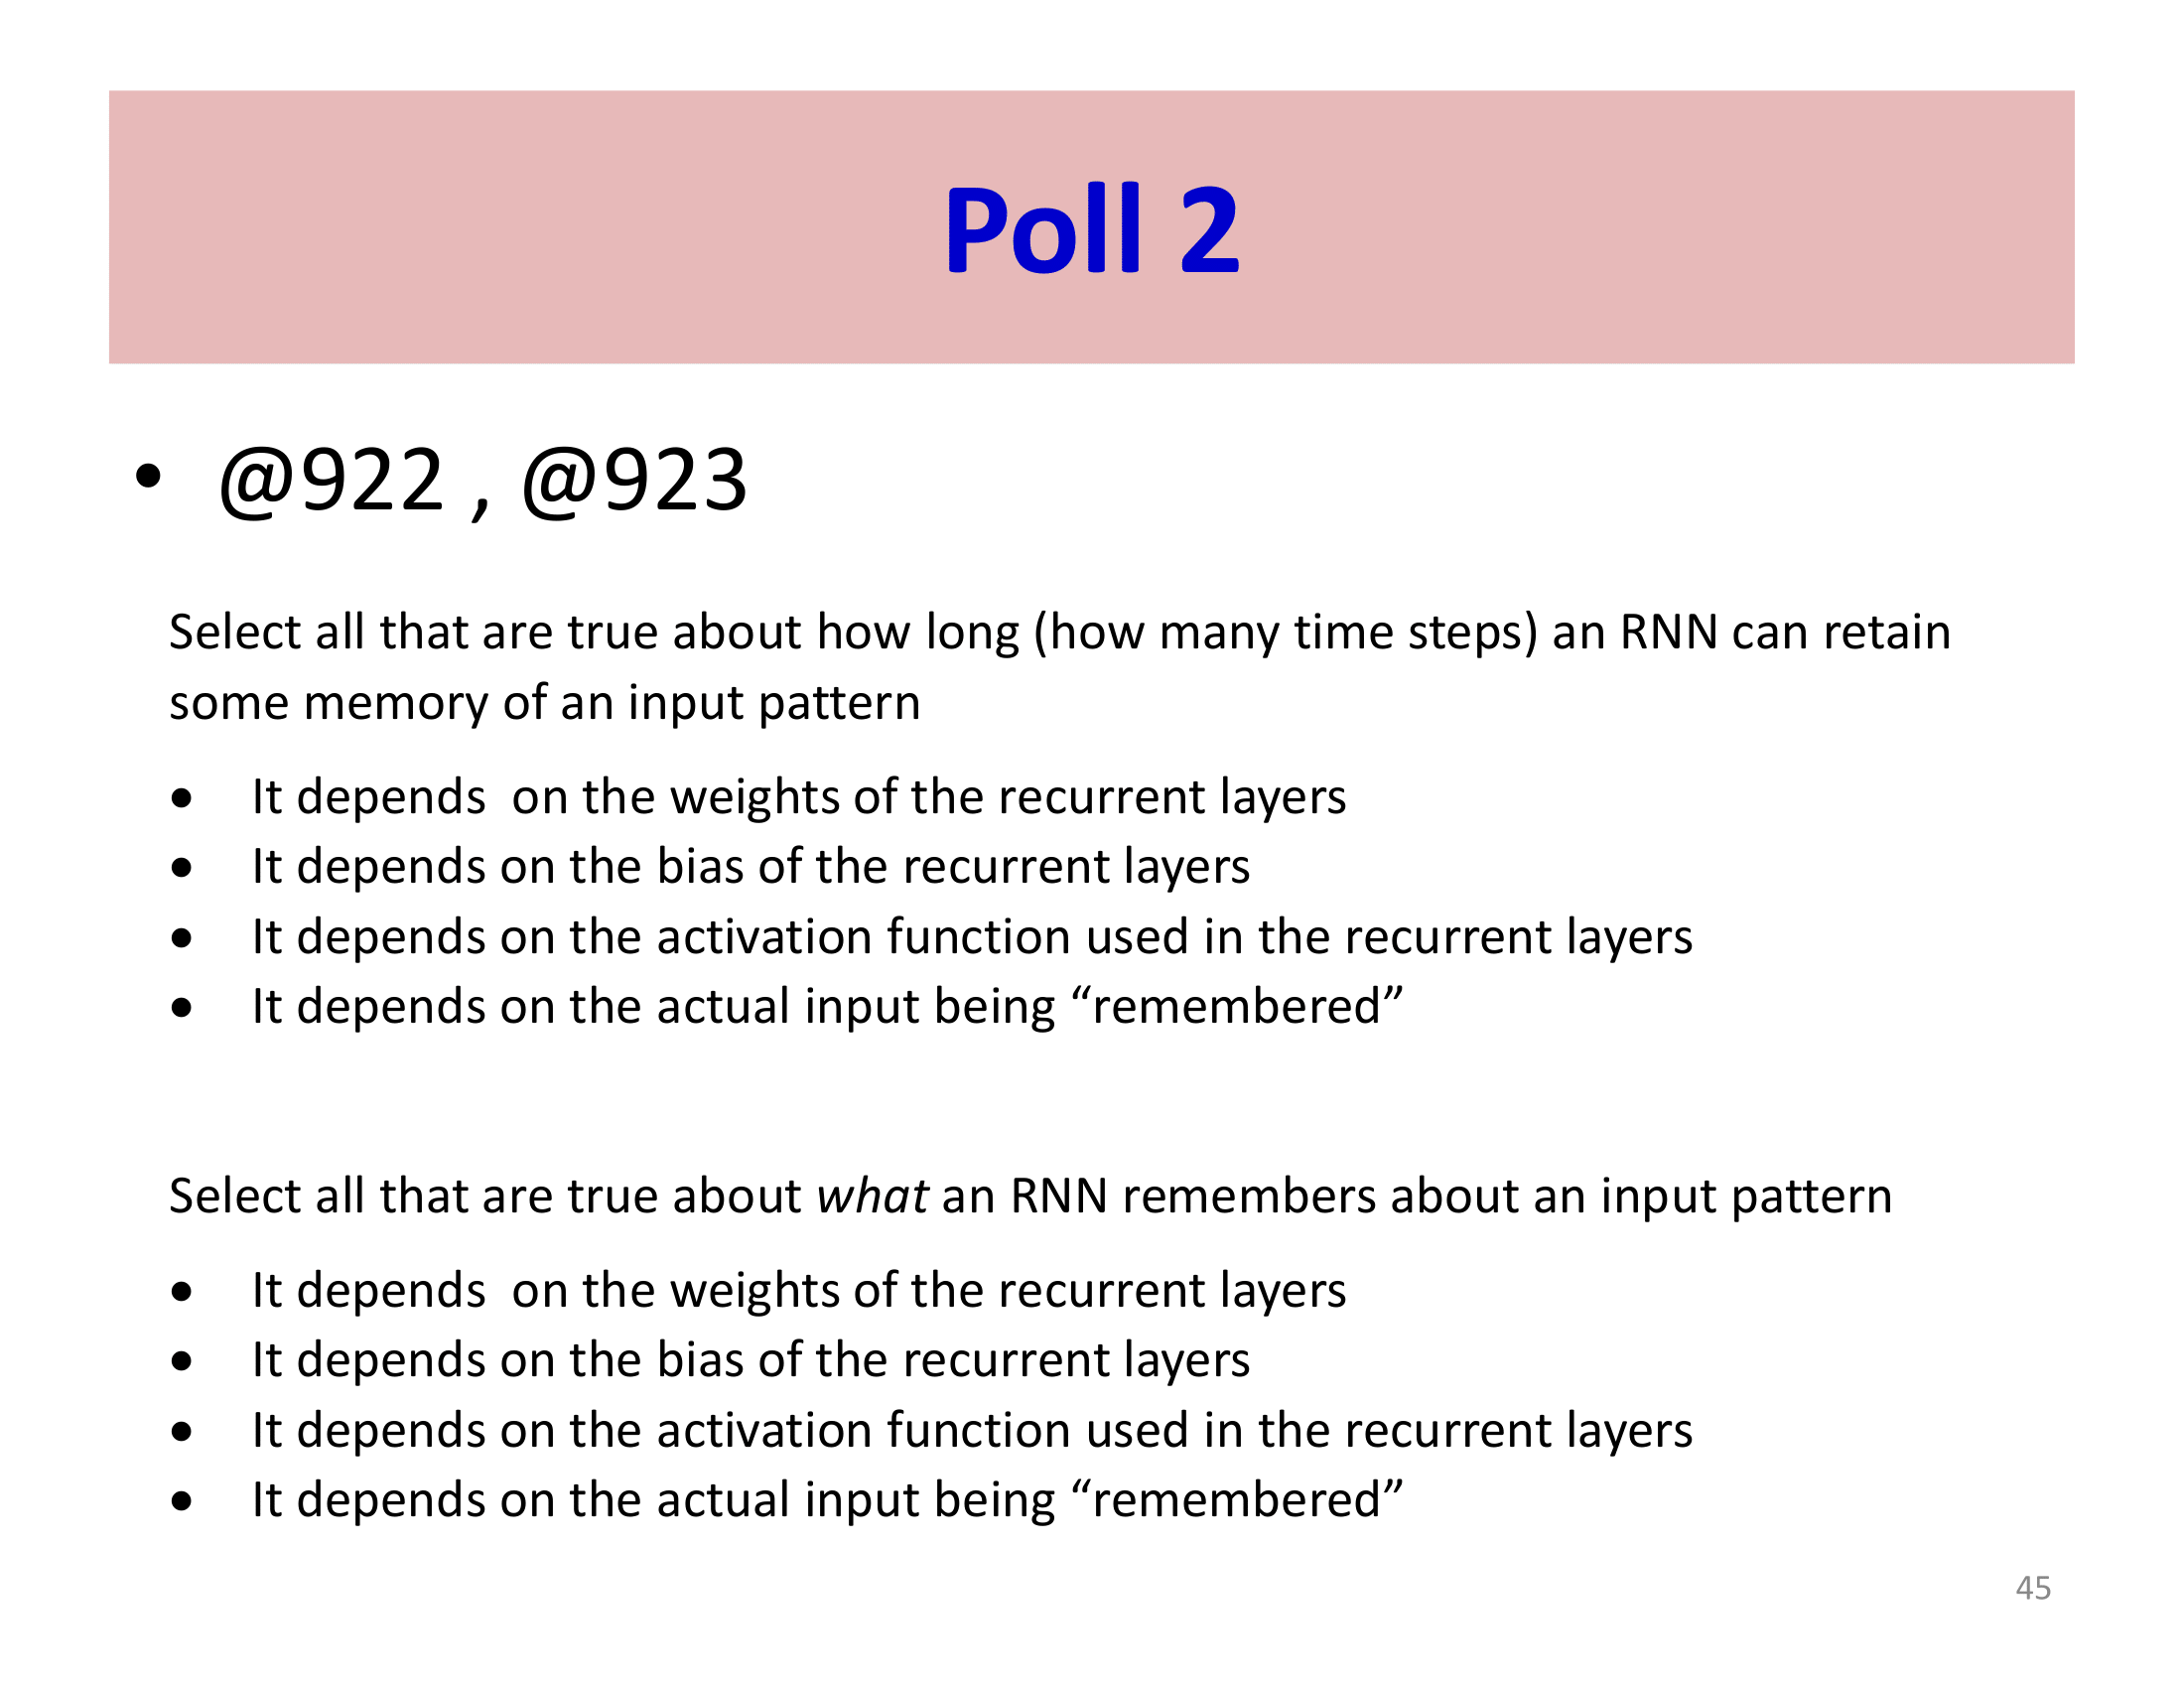 Poll 2
• @922 , @923
Select all that are true about how long (how many time steps) an RNN can retain
some memory of an input pattern
• It depends  on the weights of the recurrent layers
• It depends on the bias of the recurrent layers
• It depends on the activation function used in the recurrent layers
• It depends on the actual input being “remembered”
Select all that are true about what an RNN remembers about an input pattern
• It depends  on the weights of the recurrent layers
• It depends on the bias of the recurrent layers
• It depends on the activation function used in the recurrent layers
• It depends on the actual input being “remembered”
45